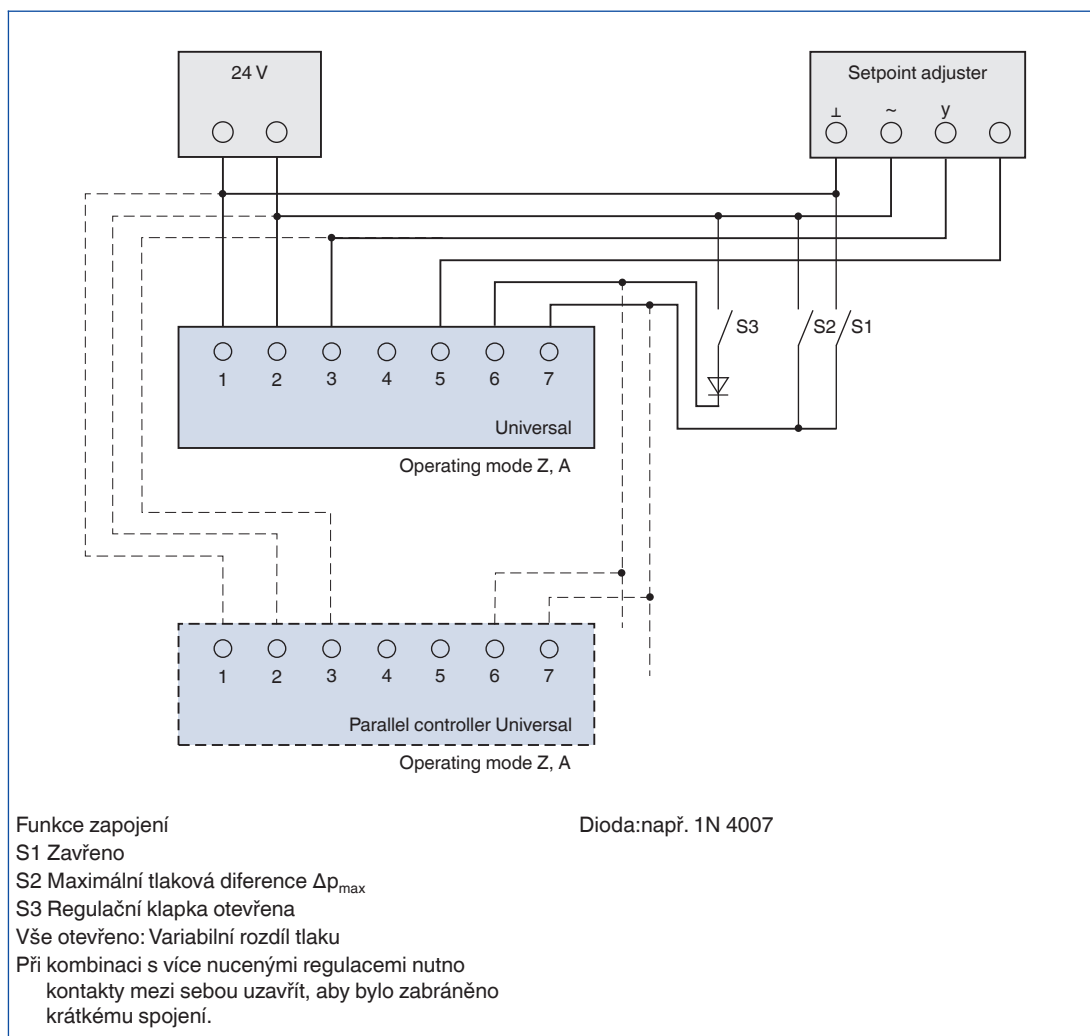 24 V
Setpoint adjuster
⊥ ~ y
S3 S2 S1
1 2 3 4 5 6 7
Universal
Operating mode Z, A
1 2 3 4 5 6 7
Parallel controller Universal
Operating mode Z, A
Funkce zapojení
Dioda:např. 1N 4007
S1 Zavřeno
S2 Maximální tlaková diference Δpmax
S3 Regulační klapka otevřena
Vše otevřeno: Variabilní rozdíl tlaku
Při kombinaci s více nucenými regulacemi nutno
kontakty mezi sebou uzavřít, aby bylo zabráněno
krátkému spojení.